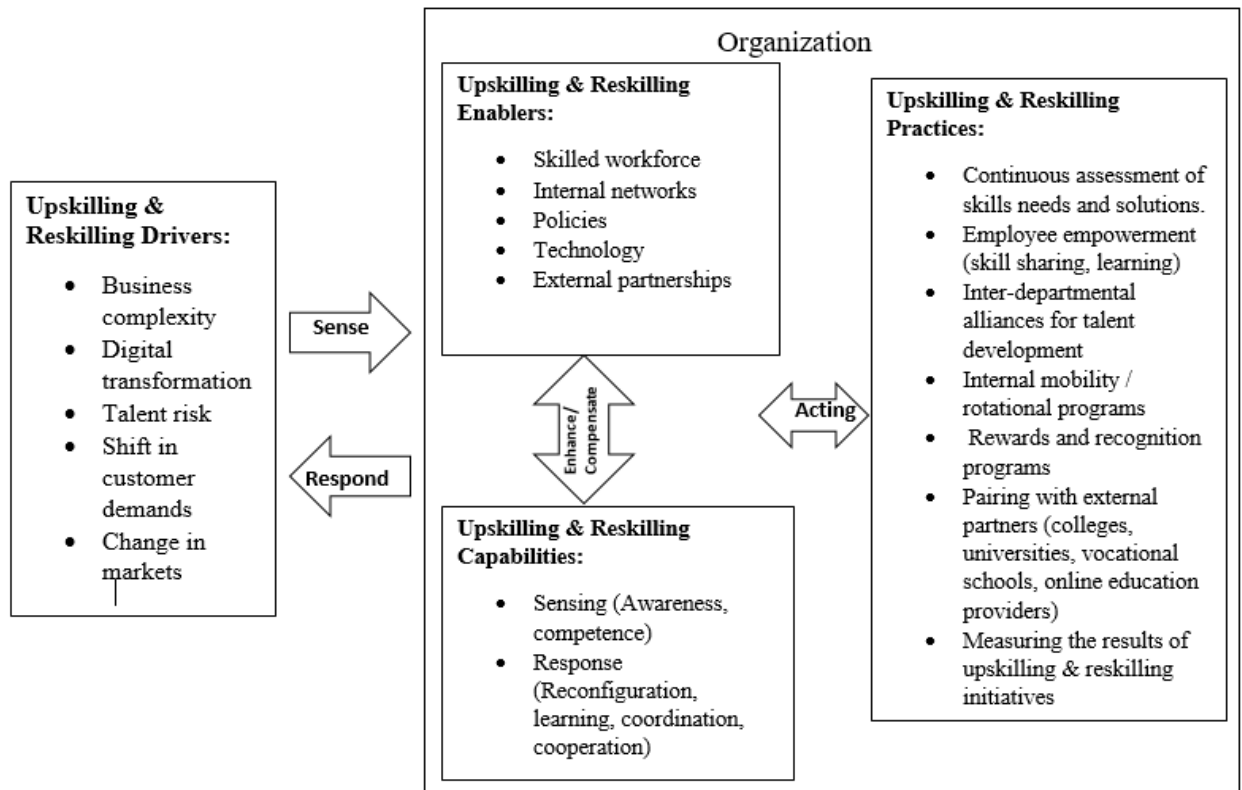 Organization
Upskilling &
Reskilling Drivers:
• Business
complexity
• Digital
transformation
• Talent risk
• Shift in
customer
demands
• Change in
markets
Sense
Respond
Upskilling & Reskilling
Enablers:
• Skilled workforce
• Internal networks
• Policies
• Technology
• External partnerships
Enhance/
Compensate
Upskilling & Reskilling
Capabilities:
• Sensing (Awareness,
competence)
• Response
(Reconfiguration,
learning, coordination,
cooperation)
Acting
Upskilling & Reskilling
Practices:
• Continuous assessment of
skills needs and solutions.
• Employee empowerment
(skill sharing, learning)
• Inter-departmental
alliances for talent
development
• Internal mobility /
rotational programs
• Rewards and recognition
programs
• Pairing with external
partners (colleges,
universities, vocational
schools, online education
providers)
• Measuring the results of
upskilling & reskilling
initiatives